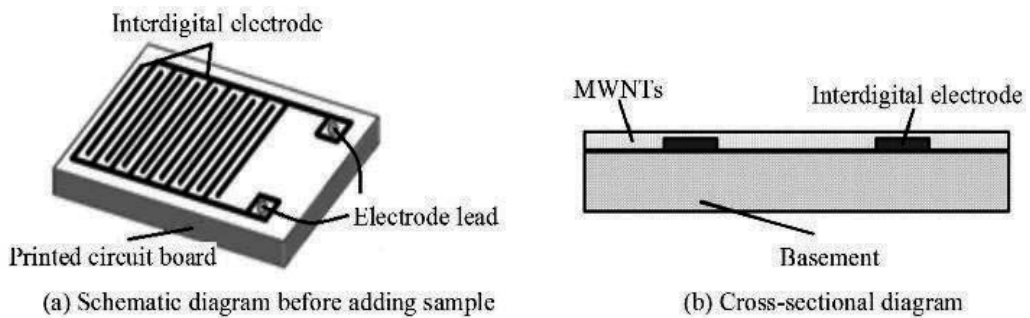 Interdigital electrode
Electrode lead
Printed circuit board
(a) Schematic diagram before adding sample
MWNTs
Interdigital electrode
Basement
(b) Cross-sectional diagram